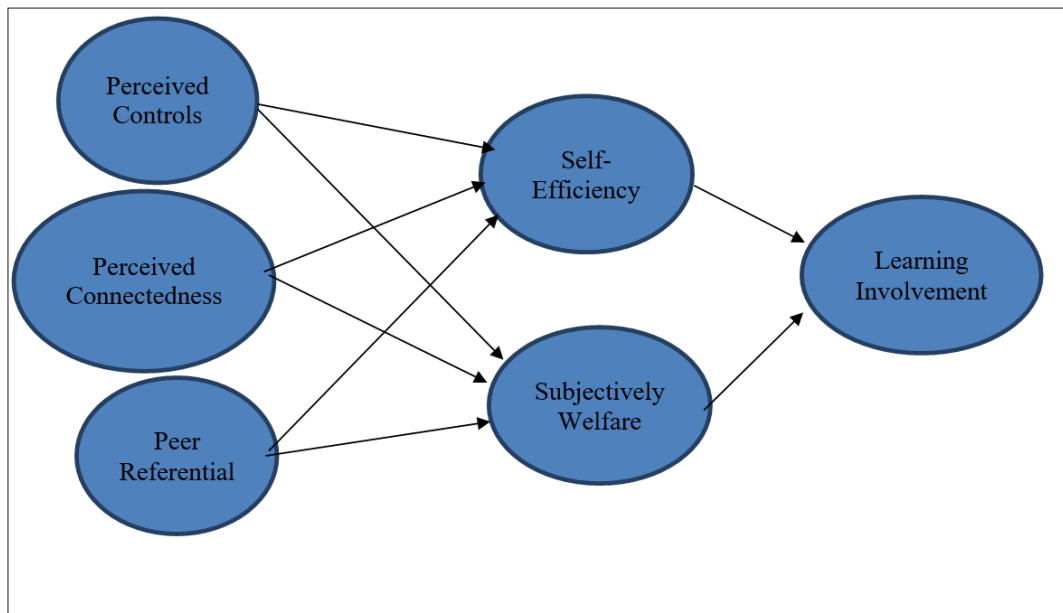 Perceived
Controls
Perceived
Connectedness
Peer
Referential
Self-
Efficiency
Subjectively
Welfare
Learning
Involvement